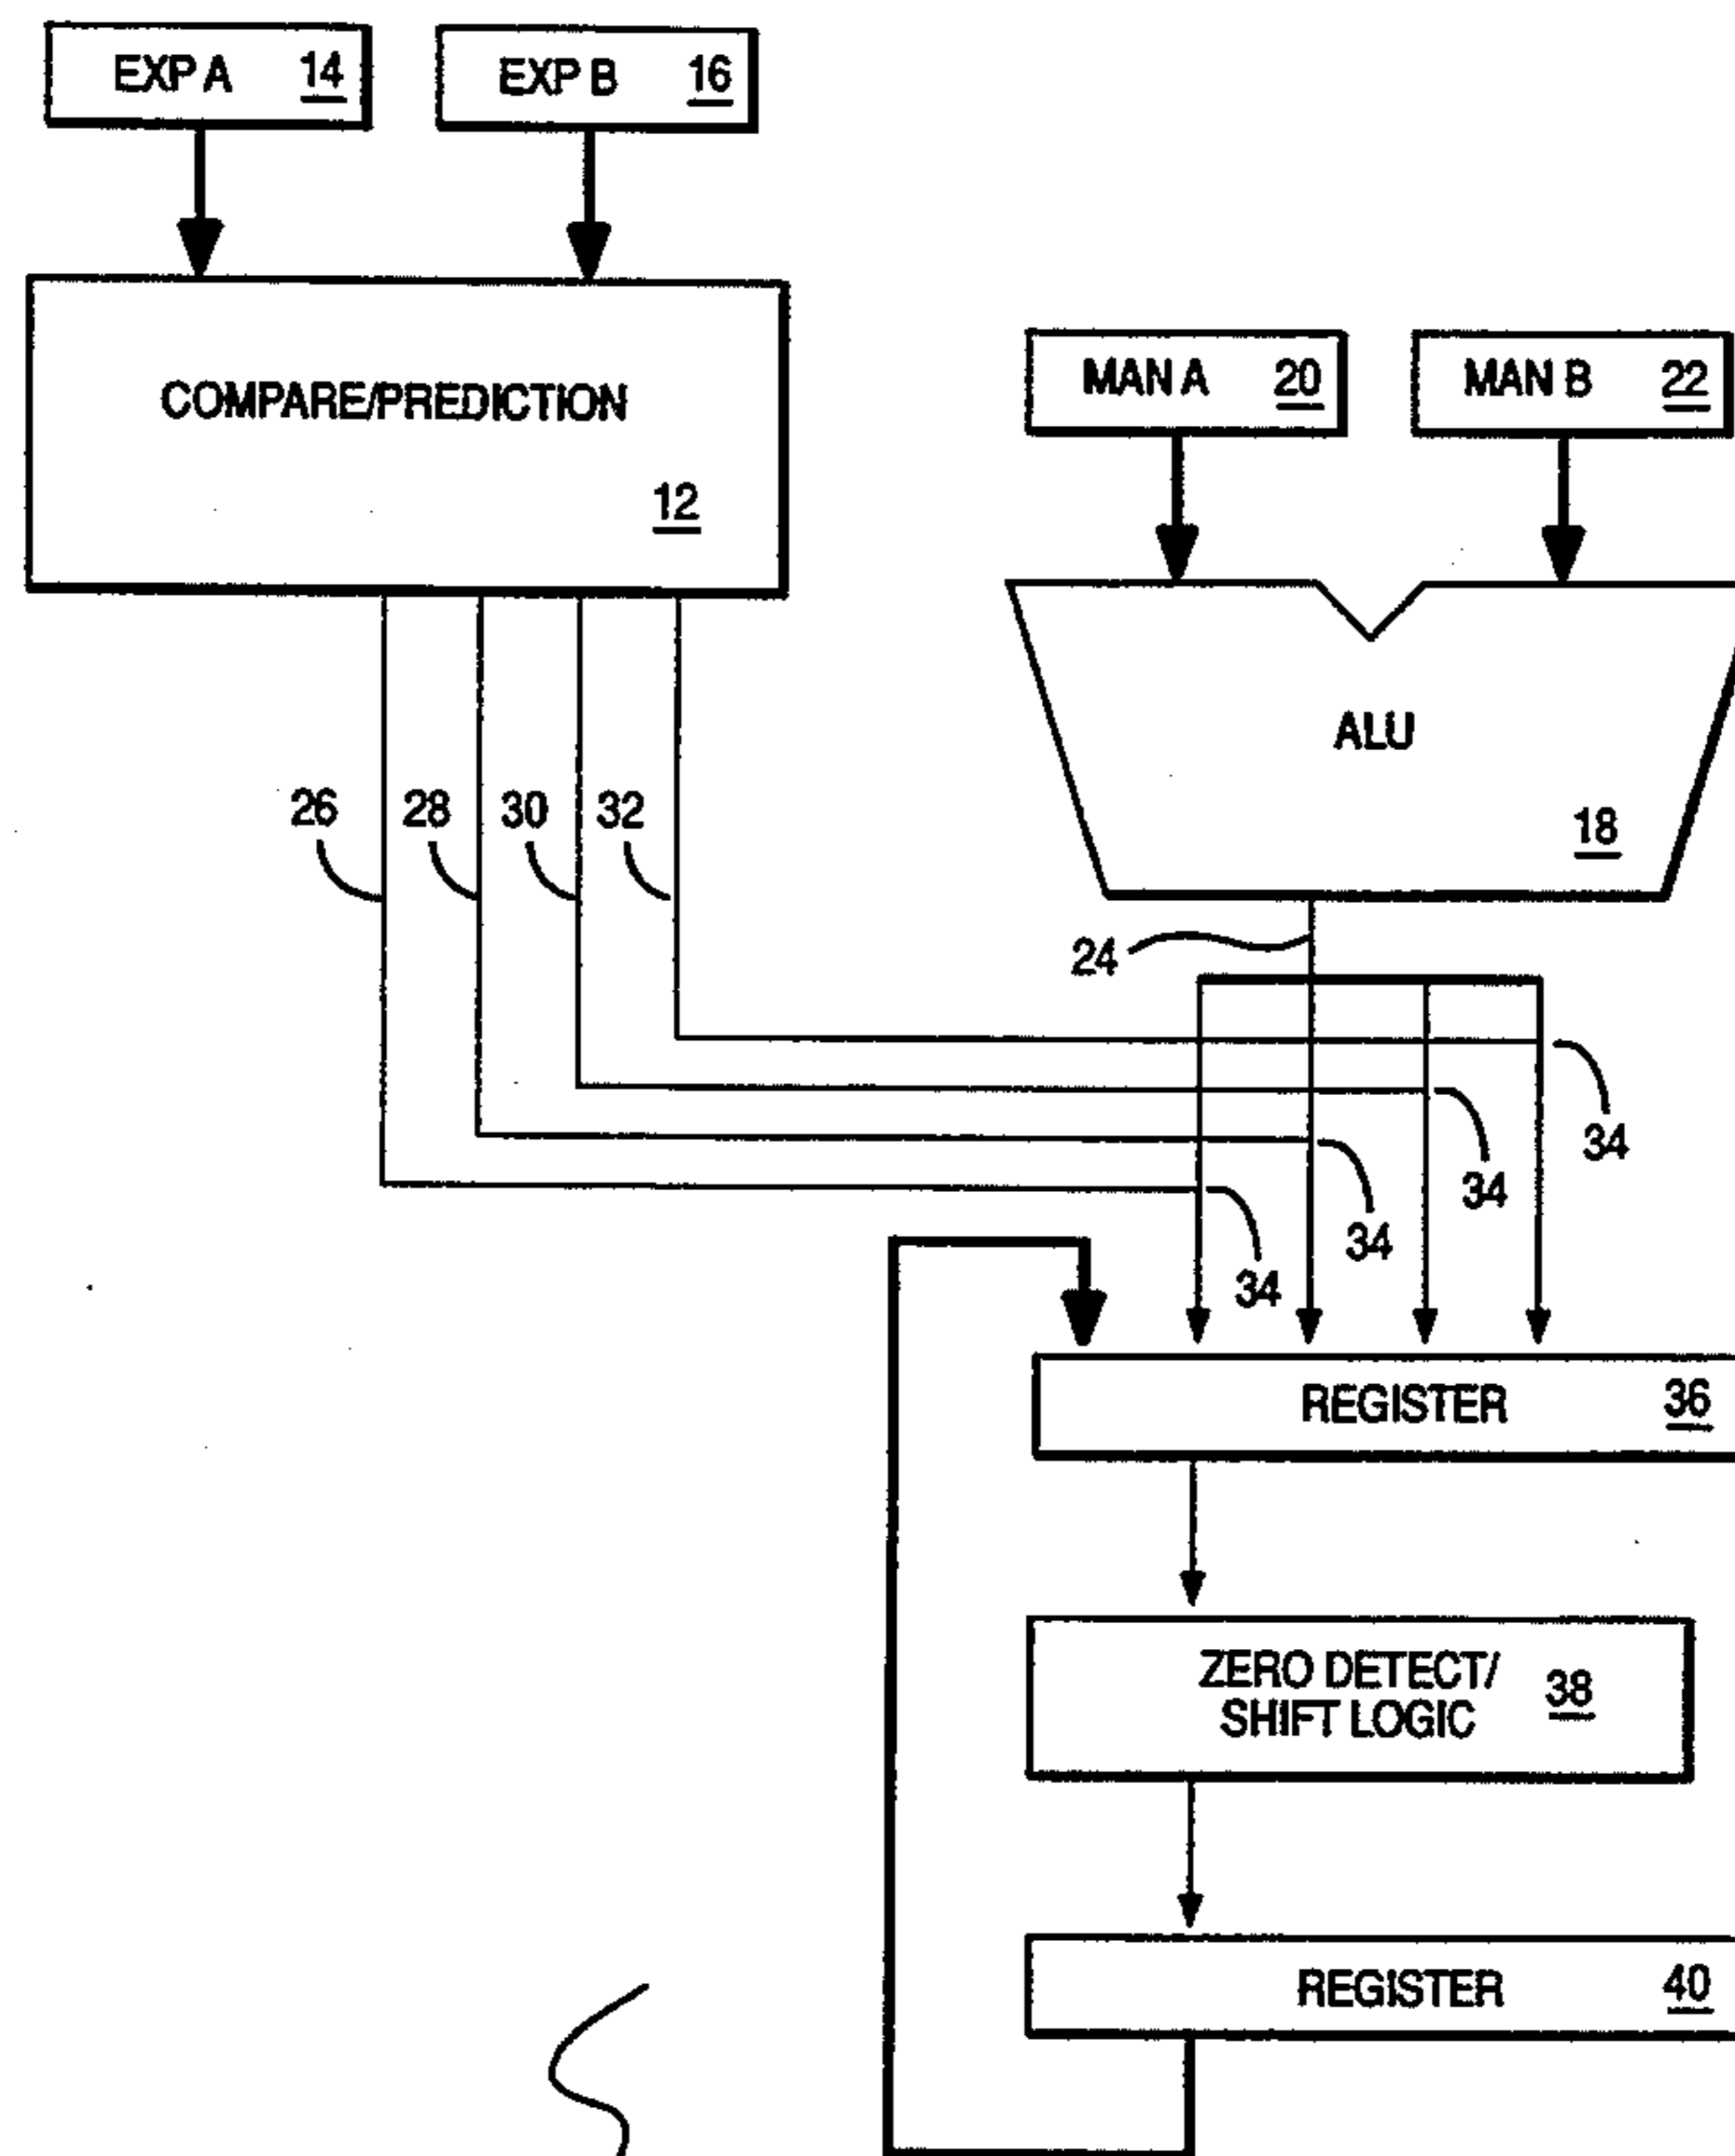 EXP A 14
EXP B 16
COMPARE/PREDICTION
12
MAN A 20
MAN B 22
ALU
18
26
28
30
32
24
34
34
34
34
REGISTER 36
ZERO DETECT/
SHIFT LOGIC
38
REGISTER 40